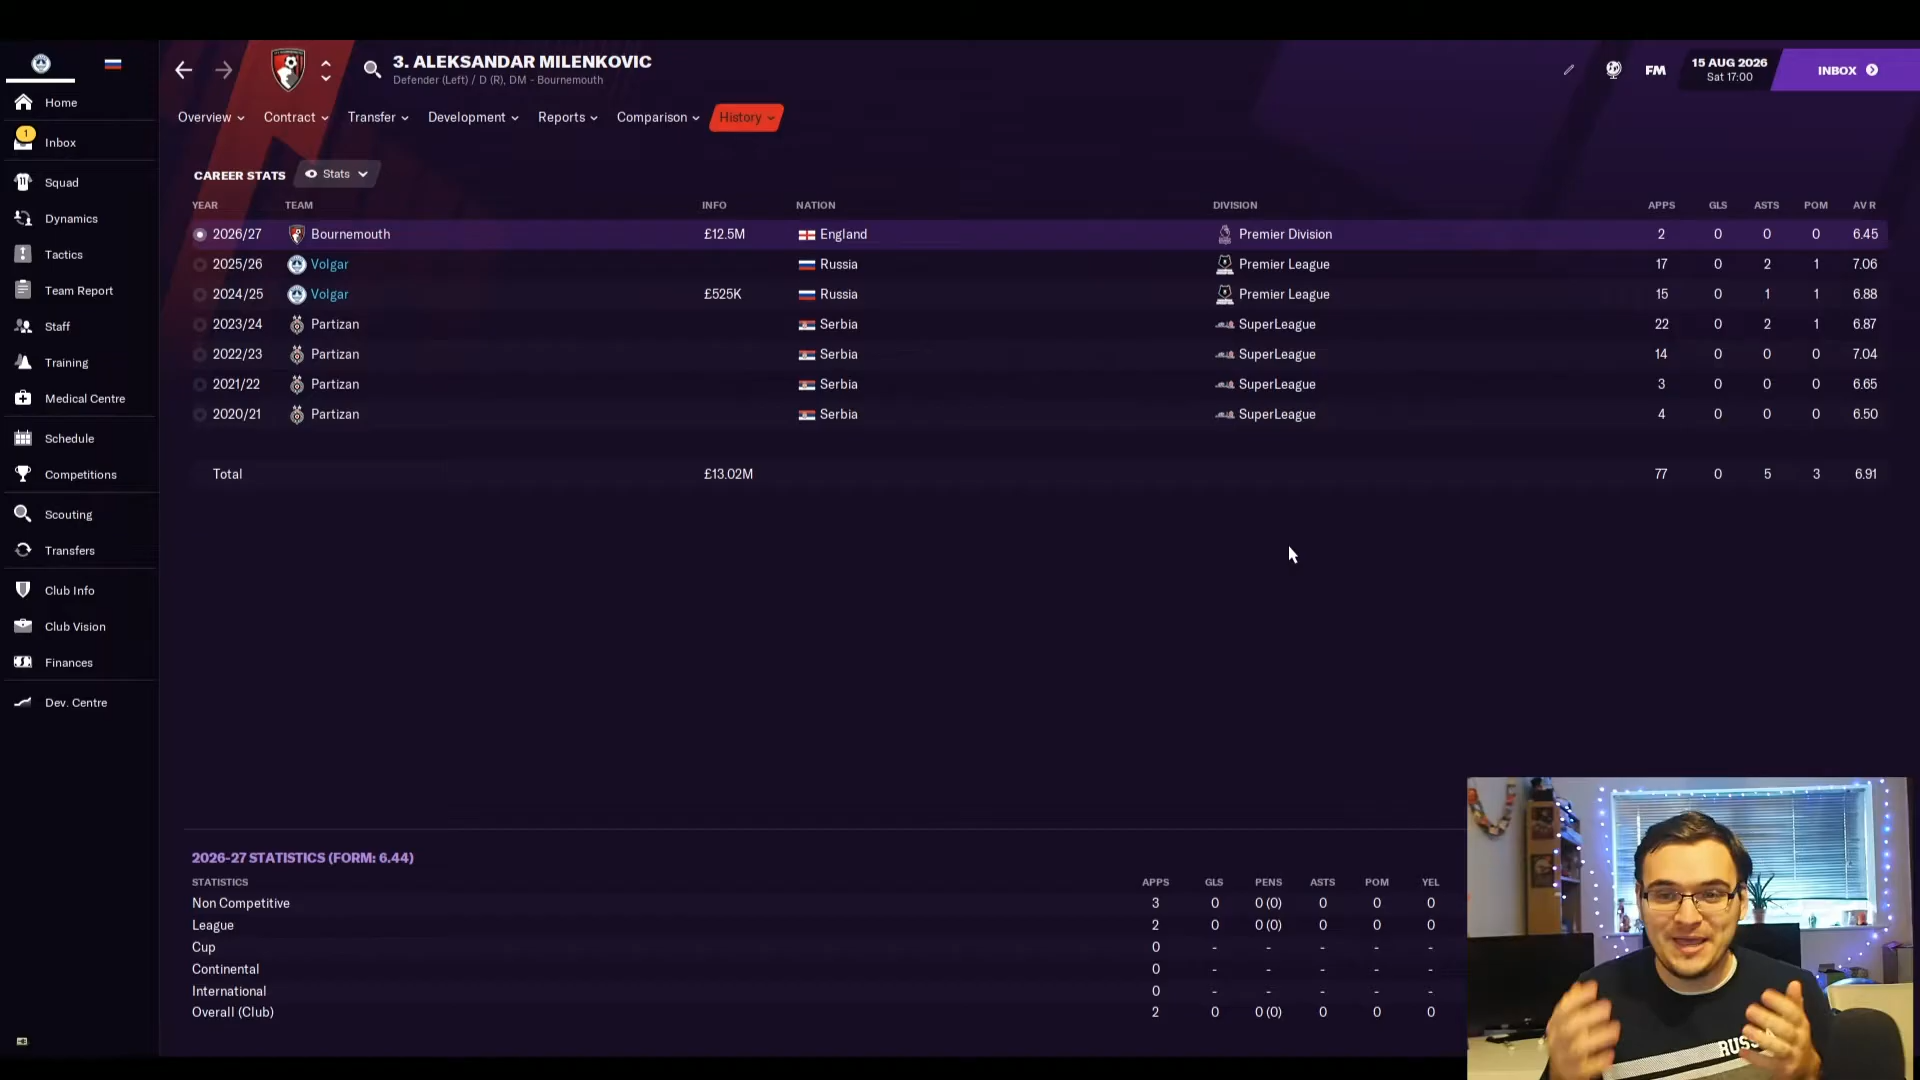 3. ALEKSANDAR MILENKOVIC
Defender (Left) / D (R), DM - Bournemouth
FM
15 AUG 2026
Sat 17:00
INBOX
Home
1
Inbox
Squad
Dynamics
Tactics
Team Report
Staff
Training
Medical Centre
Schedule
Competitions
Scouting
Transfers
Club Info
Club Vision
Finances
Dev. Centre
Overview Contract Transfer Development Reports Comparison History
CAREER STATS Stats
YEAR TEAM INFO NATION DIVISION APPS GLS ASTS POM AV R
2026/27 Bournemouth £12.5M England Premier Division 2 0 0 0 6.45
2025/26 Volgar Russia Premier League 17 0 2 1 7.06
2024/25 Volgar £525K Russia Premier League 15 0 1 1 6.88
2023/24 Partizan Serbia SuperLeague 22 0 2 1 6.87
2022/23 Partizan Serbia SuperLeague 14 0 0 0 7.04
2021/22 Partizan Serbia SuperLeague 3 0 0 0 6.65
2020/21 Partizan Serbia SuperLeague 4 0 0 0 6.50
Total £13.02M 77 0 5 3 6.91
2026-27 STATISTICS (FORM: 6.44)
STATISTICS APPS GLS PENS ASTS POM YEL
Non Competitive 3 0 0 (0) 0 0 0
League 2 0 0 (0) 0 0 0
Cup 0 - - - - -
Continental 0 - - - - -
International 0 - - - - -
Overall (Club) 2 0 0 (0) 0 0 0